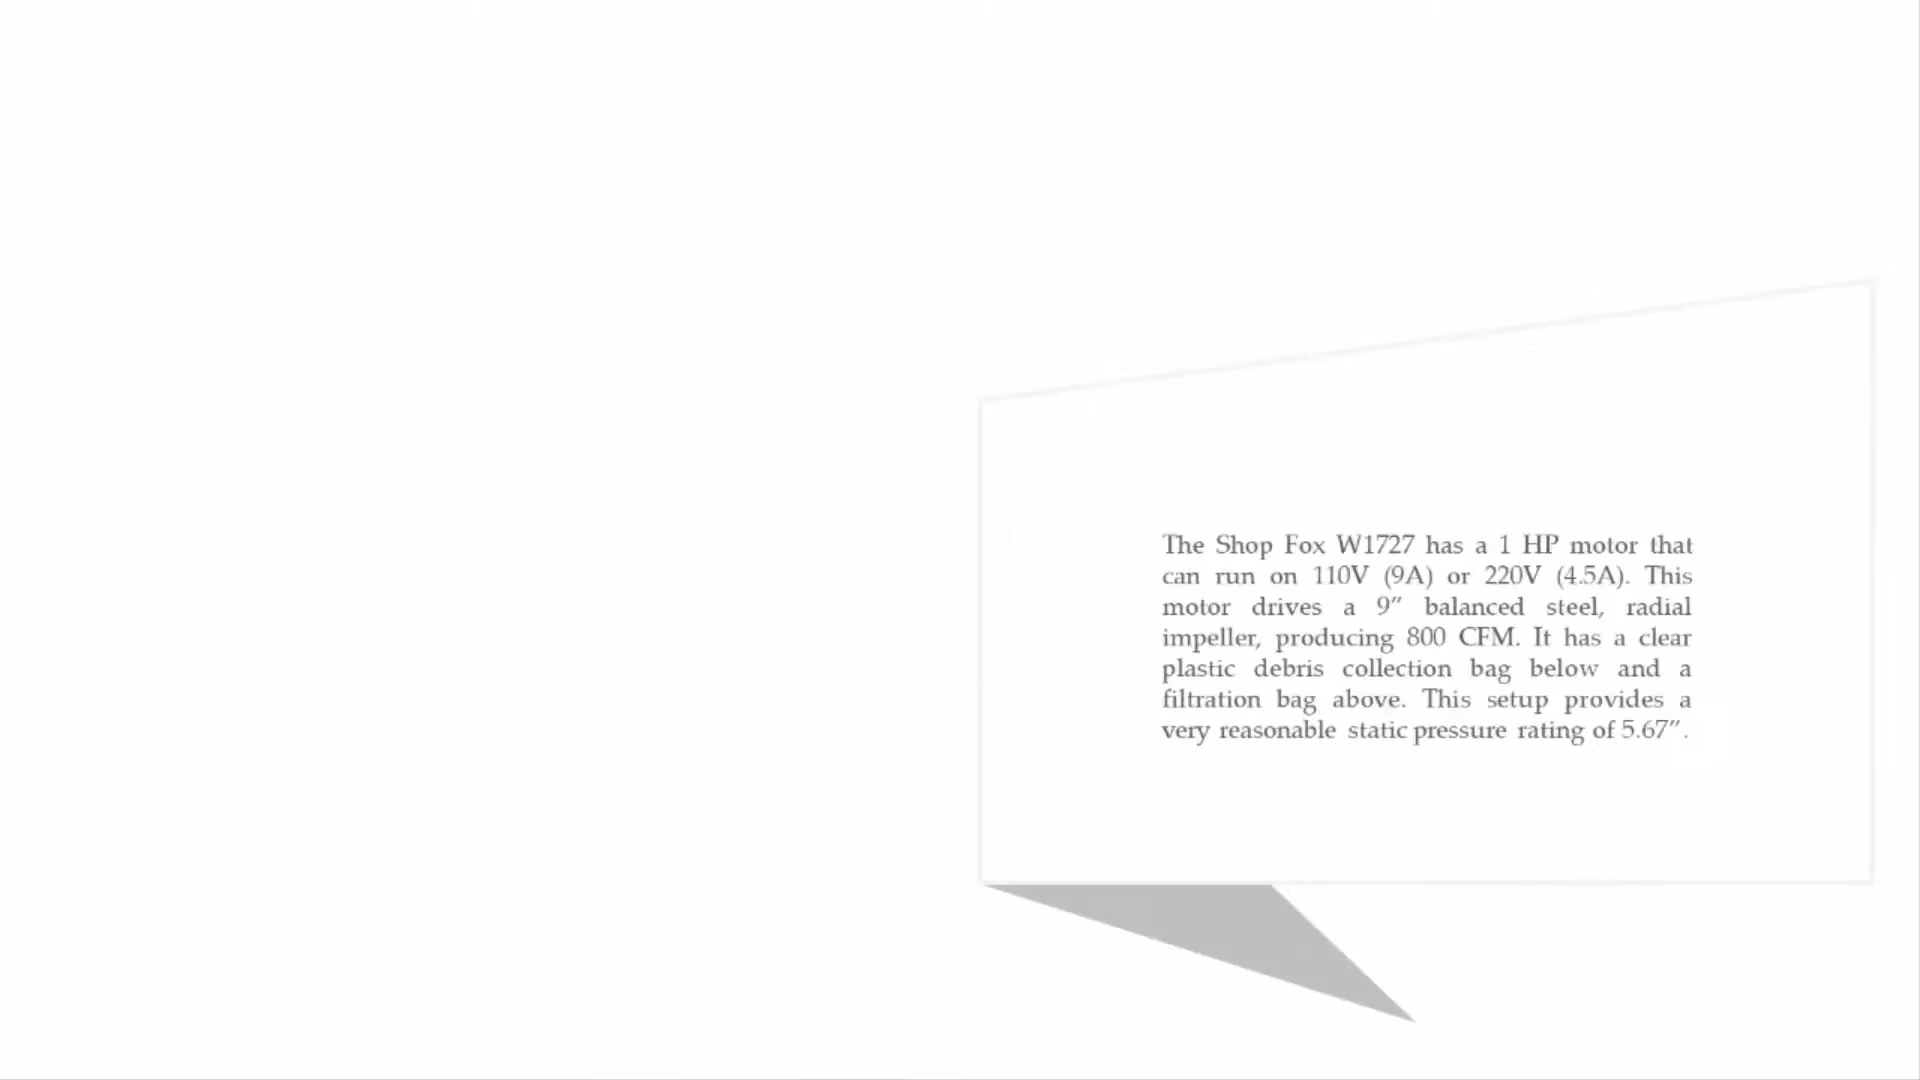 The Shop Fox W1727 has a 1 HP motor that
can run on 110V (9A) or 220V (4.5A). This
motor drives a 9″ balanced steel, radial
impeller, producing 800 CFM. It has a clear
plastic debris collection bag below and a
filtration bag above. This setup provides a
very reasonable static pressure rating of 5.67″.